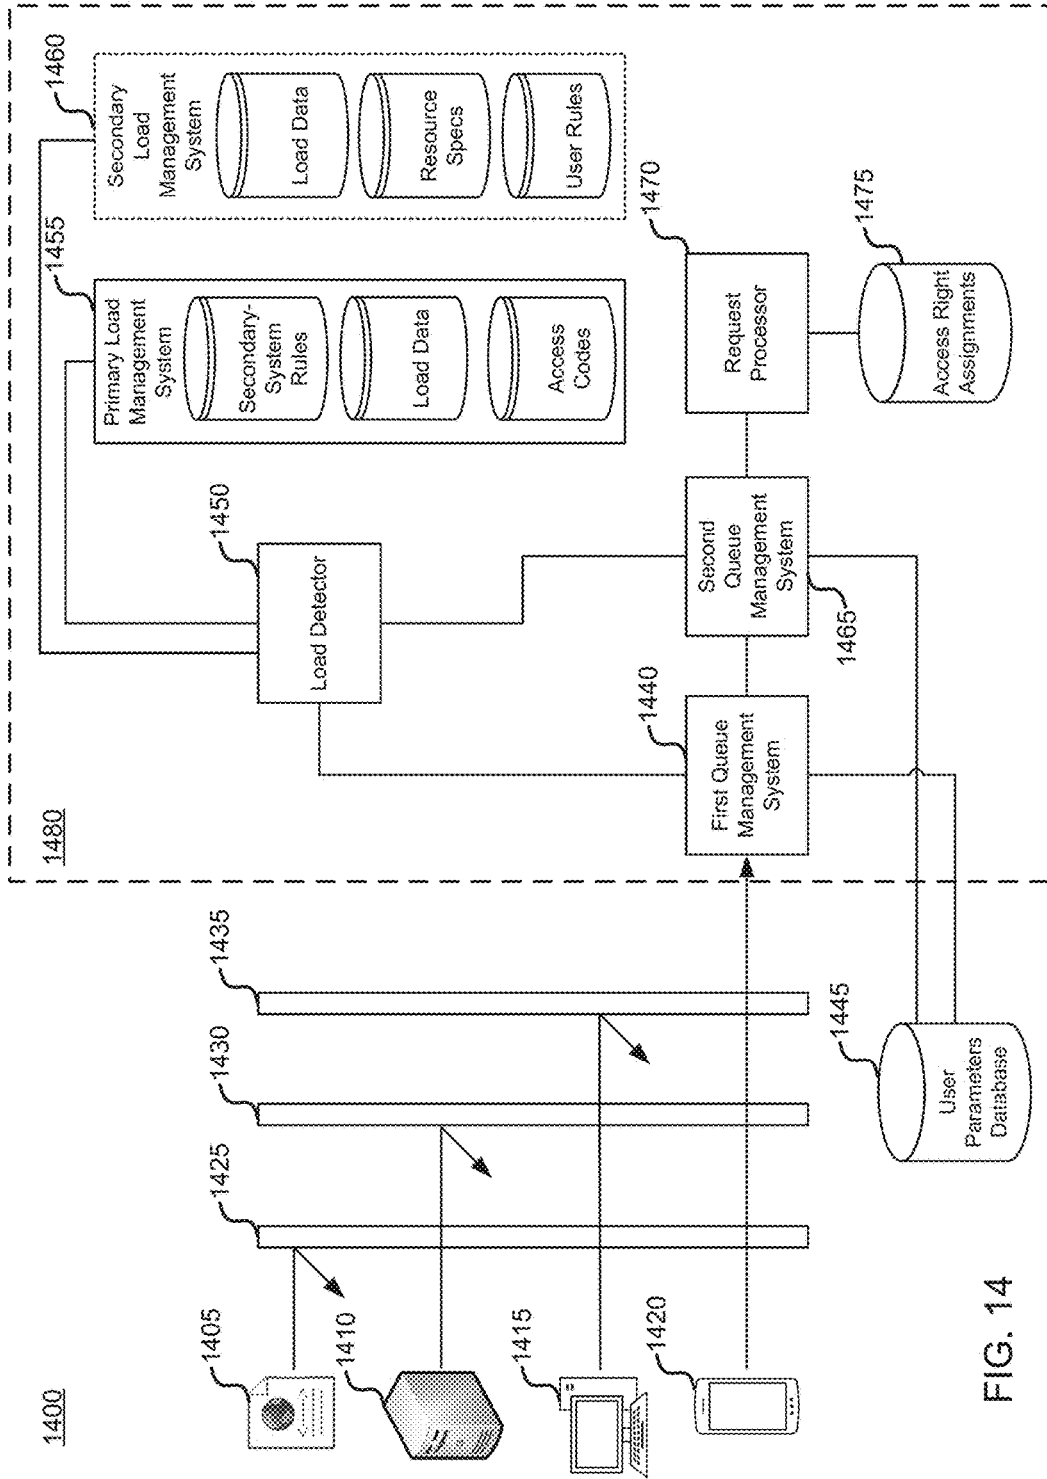 1400
1480
1405
1410
1415
1420
1425
1430
1435
1440
First Queue
Management
System
1445
User
Parameters
Database
1450
Load Detector
1455
Primary Load
Management
System
Secondary-
System
Rules
Load Data
Access
Codes
1460
Secondary
Load
Management
System
Load Data
Resource
Specs
User Rules
1465
Second
Queue
Management
System
1470
Request
Processor
1475
Access Right
Assignments
FIG. 14